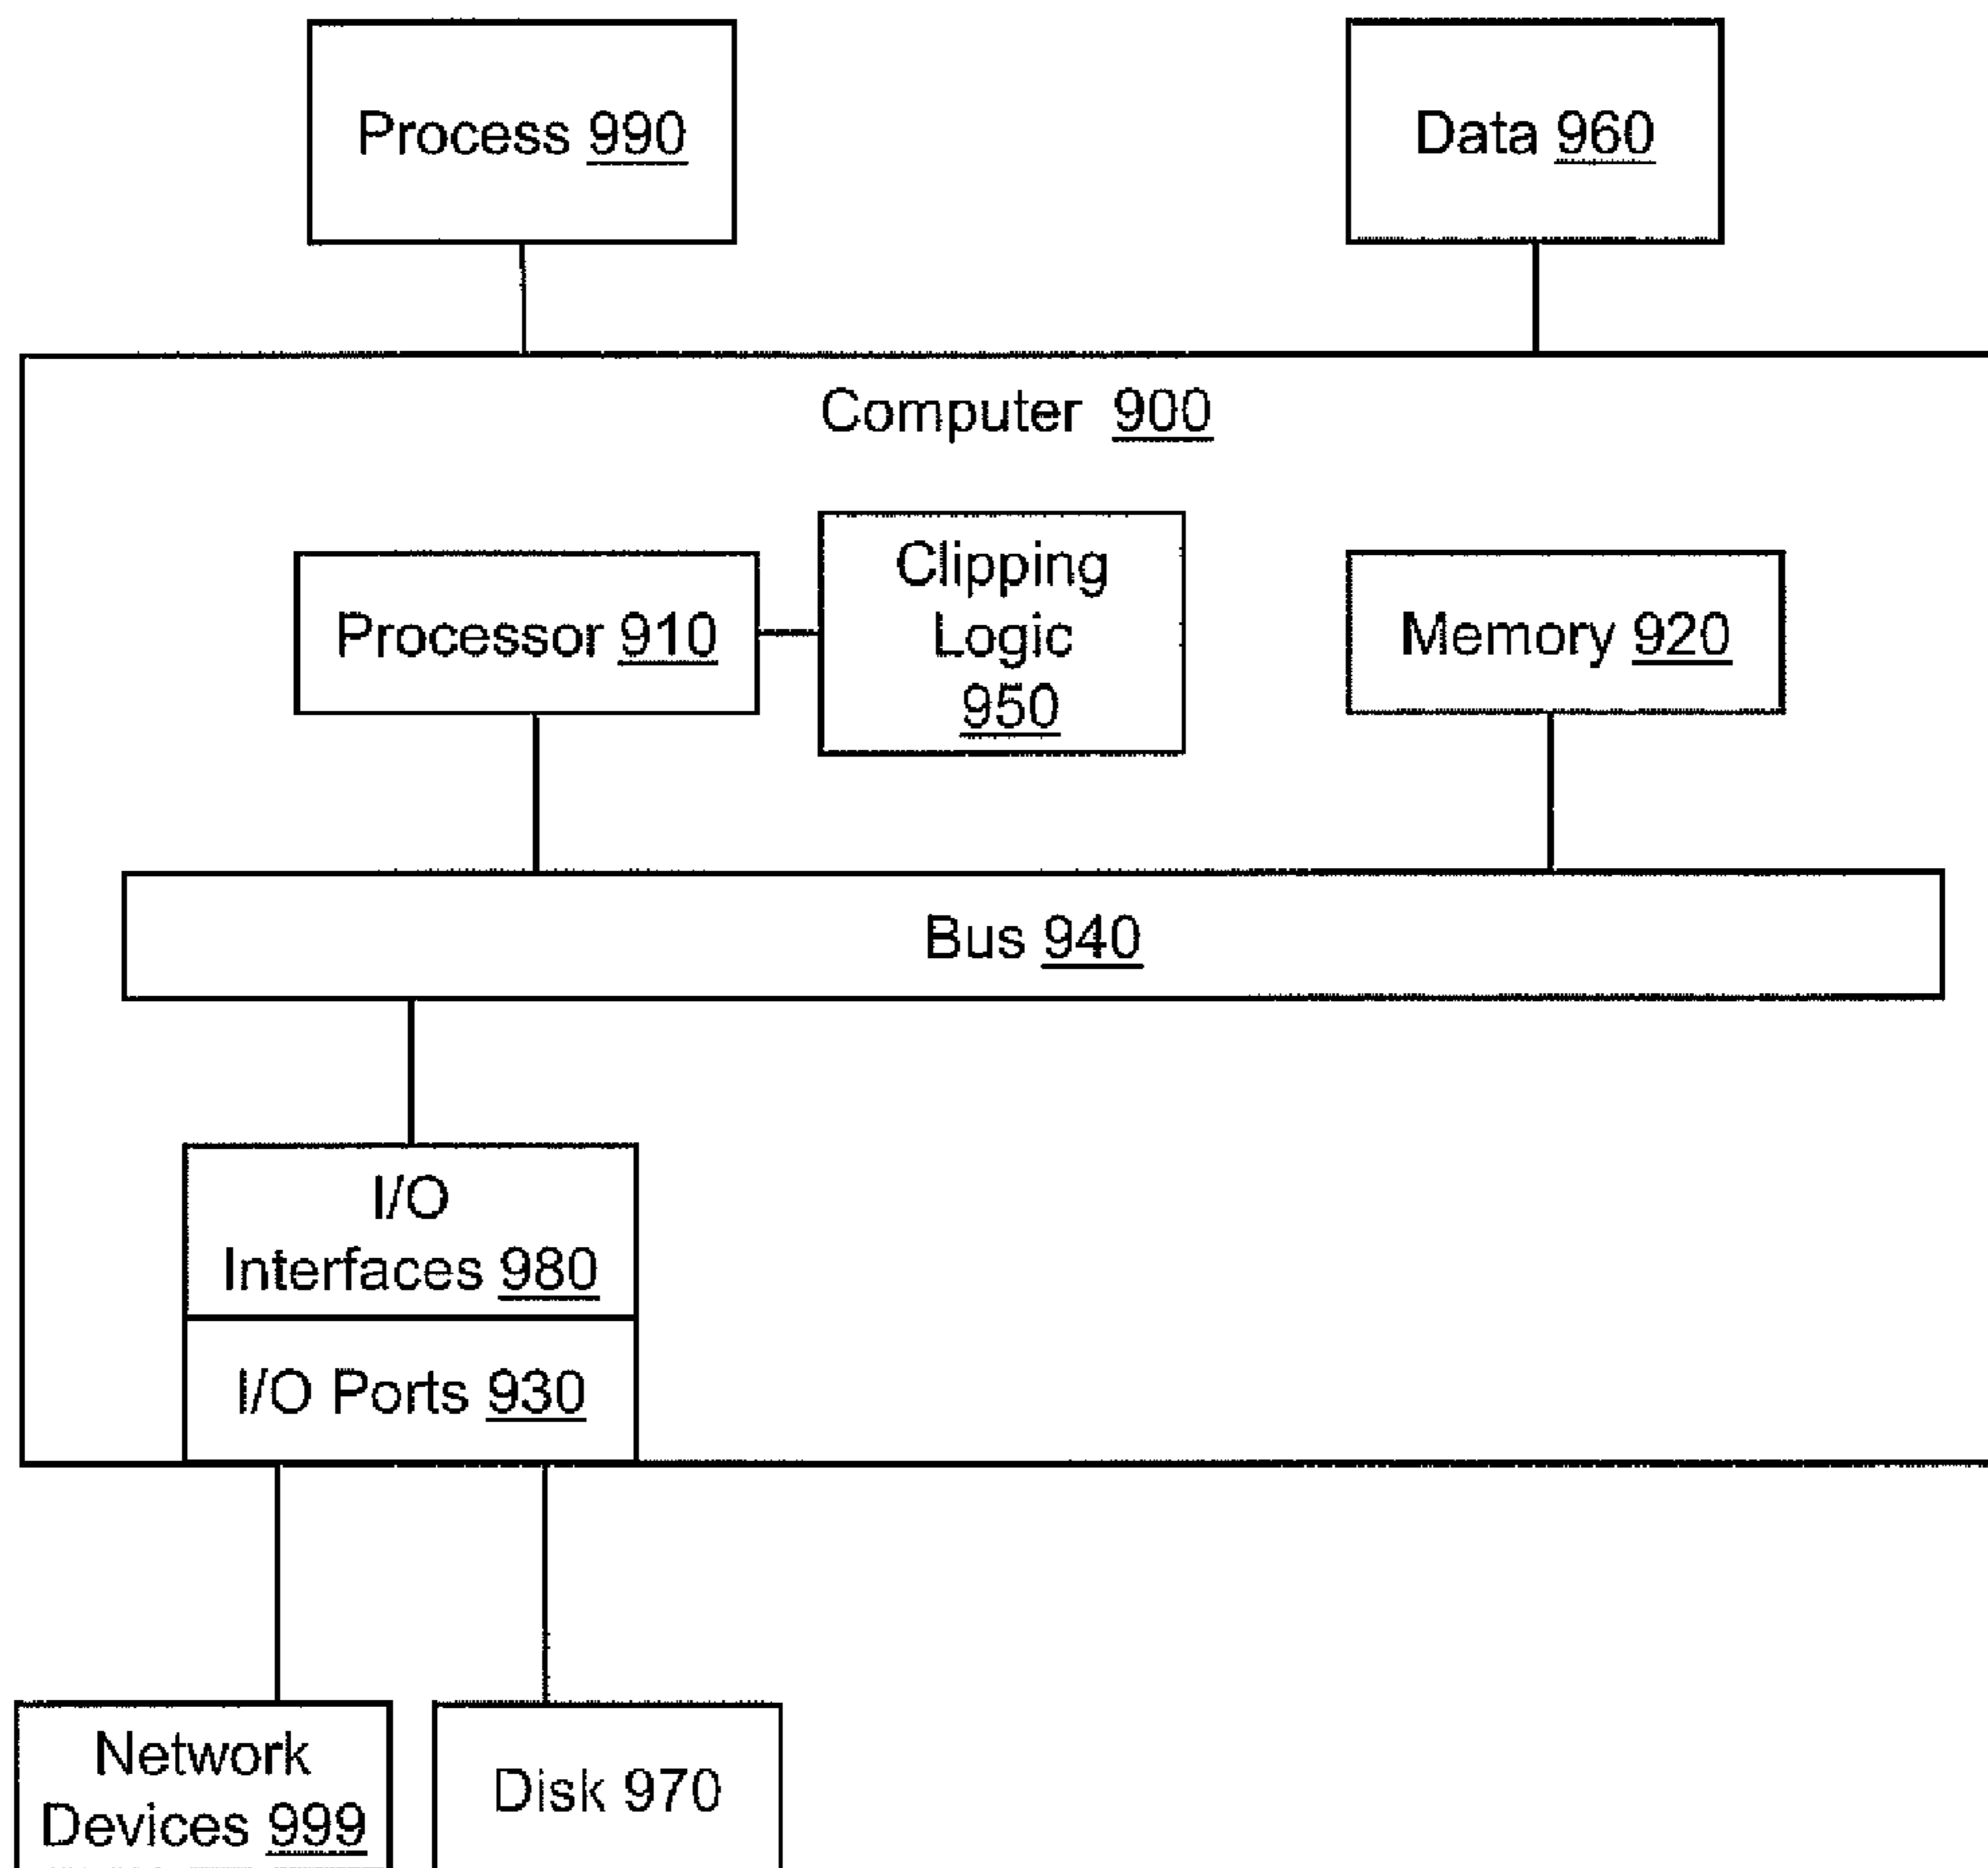 Process 990
Data 960
Computer 900
Clipping
Logic
950
Processor 910
Memory 920
Bus 940
I/O
Interfaces 980
I/O Ports 930
Network
Devices 999
Disk 970